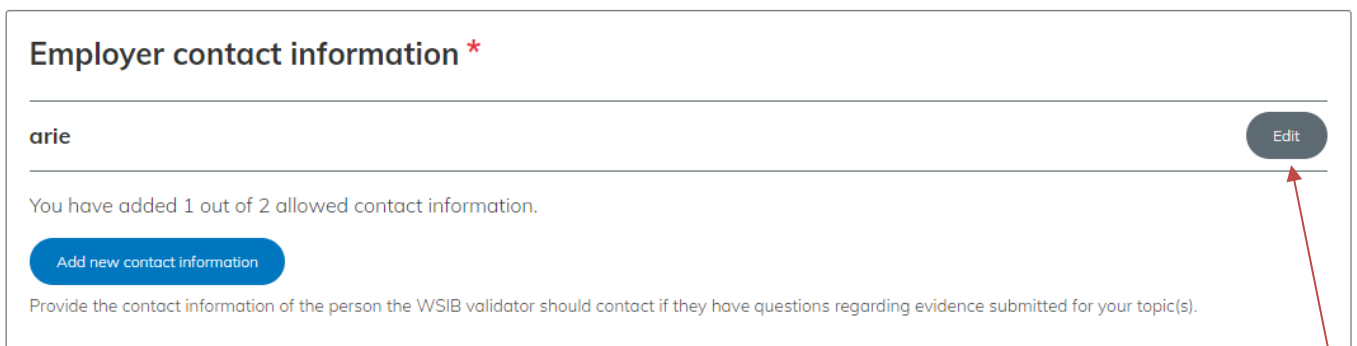 Employer contact information *
arie
Edit
You have added 1 out of 2 allowed contact information.
Add new contact information
Provide the contact information of the person the WSIB validator should contact if they have questions regarding evidence submitted for your topic(s).